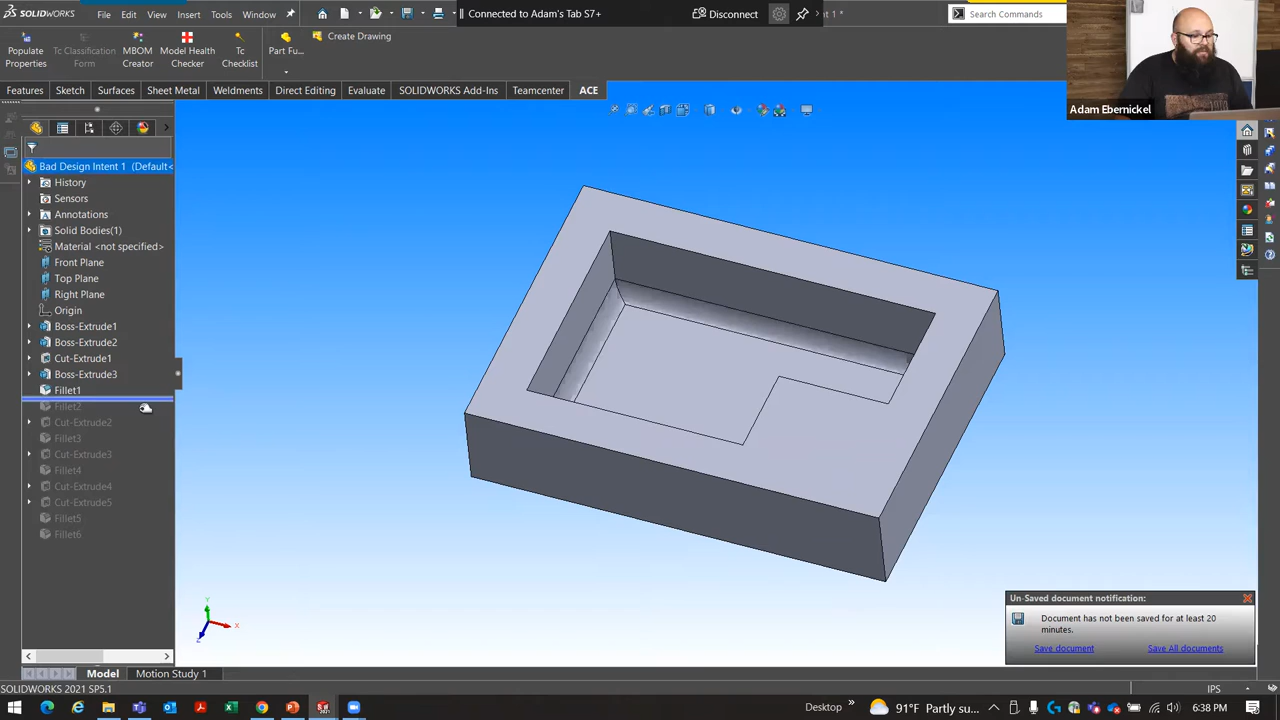 SOLIDWORKS
File Edit View Insert Tools Window
Connected to Adam's Tab S7+
Disconnect
nt 1 *
Search Commands
Populate Properties
Tc Classification Form
MBOM Creator
Model Health Checker
Tc Checklist
Part Fu...
Create Drawing
Features Sketch Surfaces Sheet Metal Weldments Direct Editing Evaluate SOLIDWORKS Add-Ins Teamcenter ACE
Adam Ebernickel
Bad Design Intent 1 (Default<
History
Sensors
Annotations
Solid Bodies(1)
Material <not specified>
Front Plane
Top Plane
Right Plane
Origin
Boss-Extrude1
Boss-Extrude2
Cut-Extrude1
Boss-Extrude3
Fillet1
Fillet2
Cut-Extrude2
Fillet3
Cut-Extrude3
Fillet4
Cut-Extrude4
Cut-Extrude5
Fillet5
Fillet6
Y
X
Z
Un-Saved document notification:
Document has not been saved for at least 20
minutes.
Save document Save All documents
Model Motion Study 1
SOLIDWORKS 2021 SP5.1
IPS
Desktop
91°F Partly su...
6:38 PM